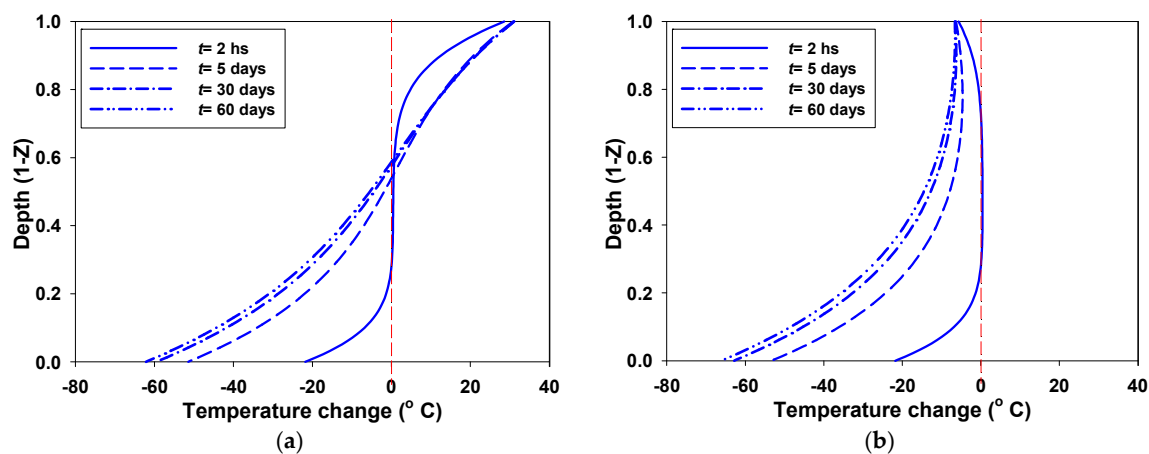 1.0
0.8
0.6
0.4
0.2
0.0
Depth (1-Z)
t= 2 hs
t= 5 days
t= 30 days
t= 60 days
-80 -60 -40 -20 0 20 40
Temperature change (° C)
(a)
1.0
0.8
0.6
0.4
0.2
0.0
Depth (1-Z)
t= 2 hs
t= 5 days
t= 30 days
t= 60 days
-80 -60 -40 -20 0 20 40
Temperature change (° C)
(b)